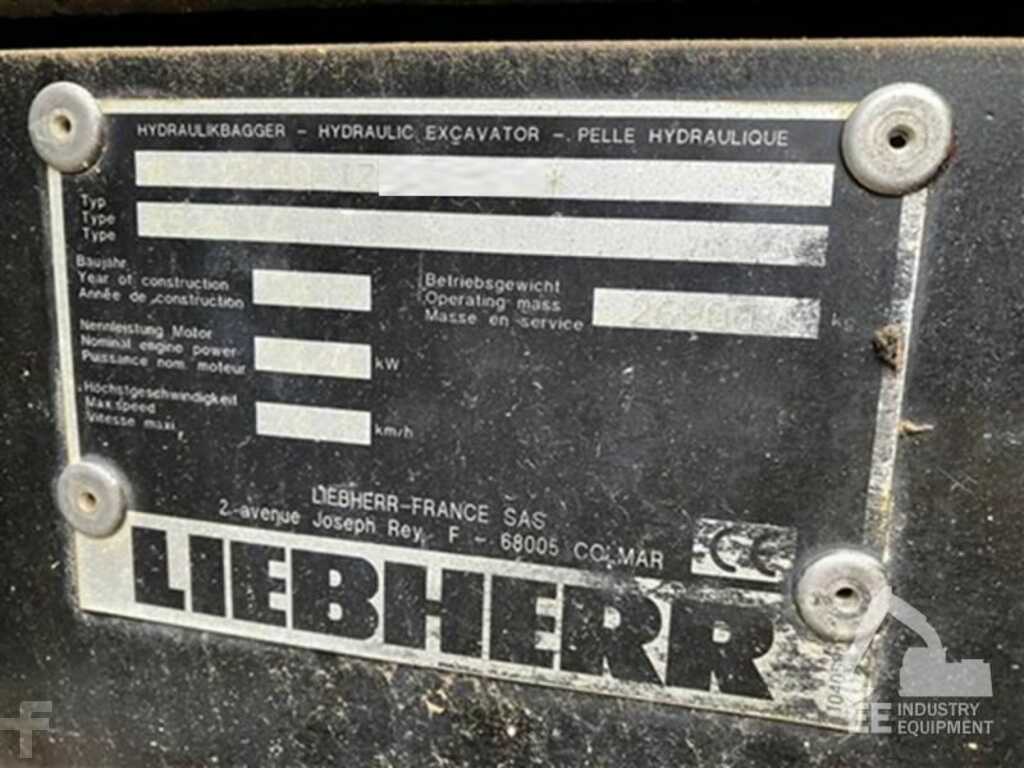 HYDRAULIKBAGGER - HYDRAULIC EXCAVATOR - PELLE HYDRAULIQUE
*
Typ
Type
Type
Baujahr
Year of construction
Année de construction
Betriebsgewicht
Operating mass
Masse en service
kg
Nennleistung Motor
Nominal engine power
Puissance nom. moteur
kW
Höchstgeschwindigkeit
Max.speed
Vitesse maxi
km/h
LIEBHERR-FRANCE SAS
2.avenue Joseph Rey, F - 68005 COLMAR
CE
LIEBHERR
EE INDUSTRY
EQUIPMENT